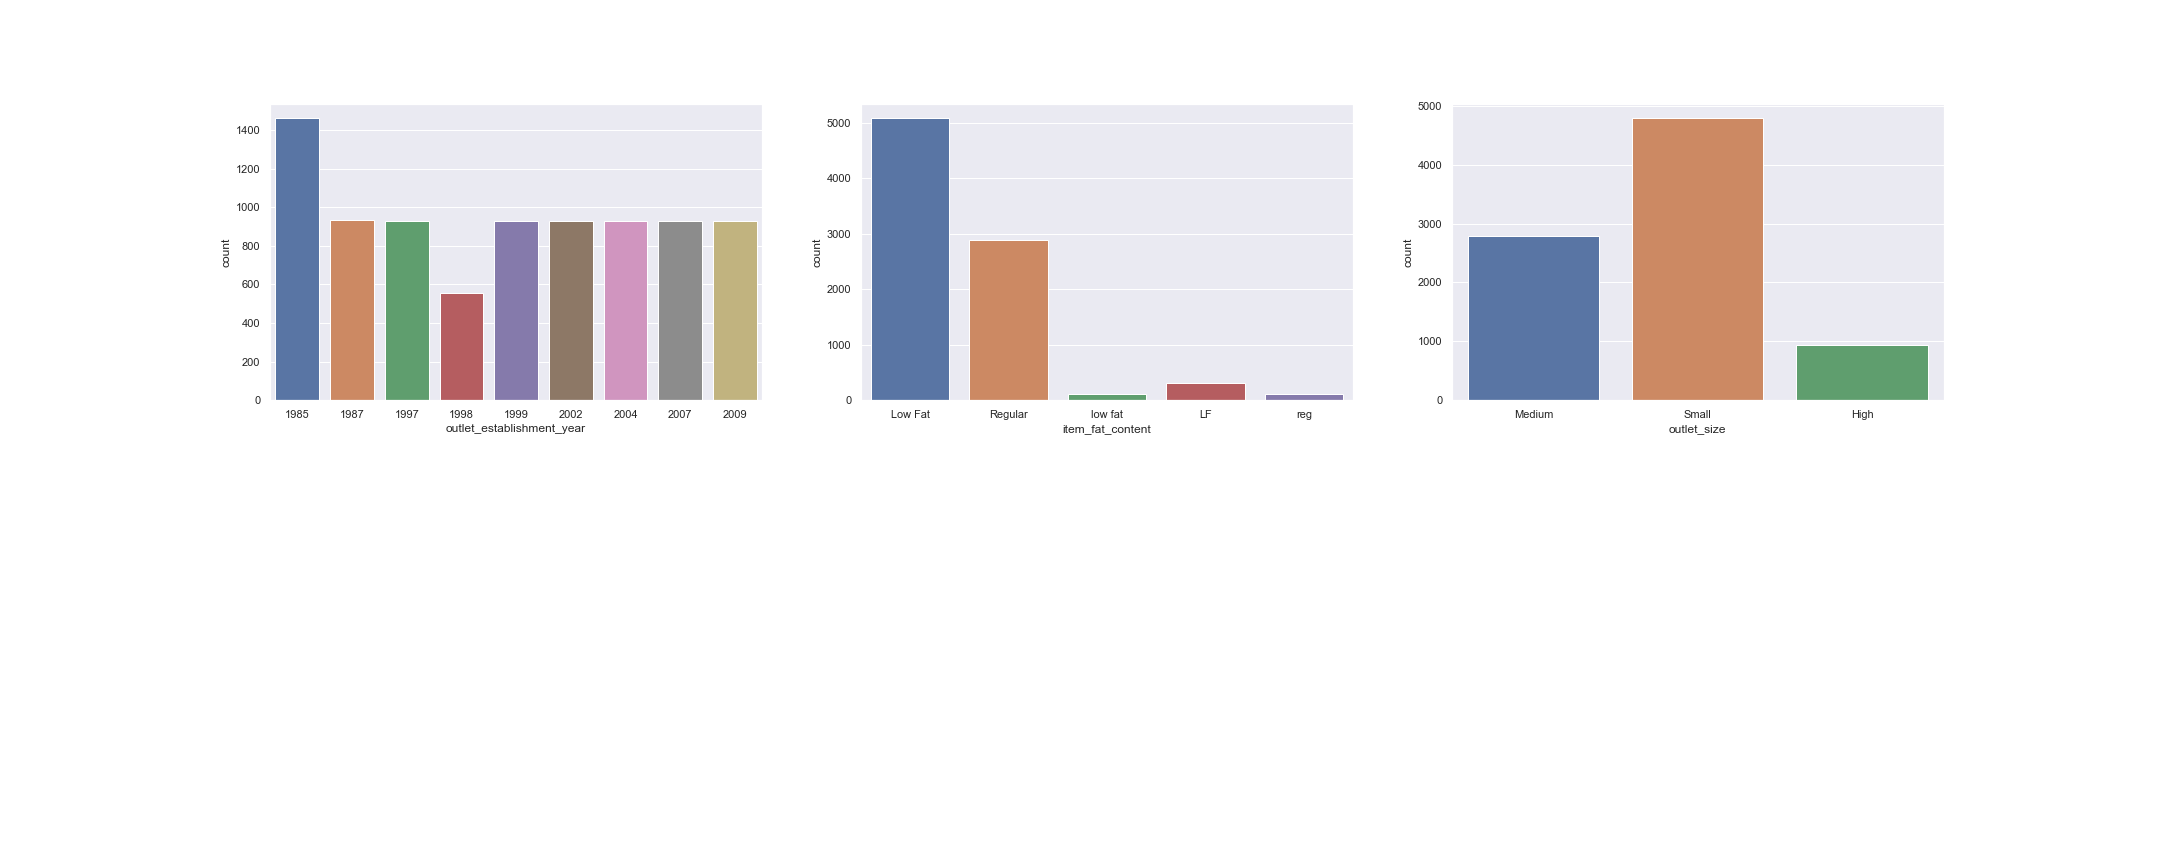 1400
1200
1000
800
600
400
200
0
count
1985 1987 1997 1998 1999 2002 2004 2007 2009
outlet_establishment_year
5000
4000
3000
2000
1000
0
count
Low Fat Regular low fat LF reg
item_fat_content
5000
4000
3000
2000
1000
0
count
Medium Small High
outlet_size